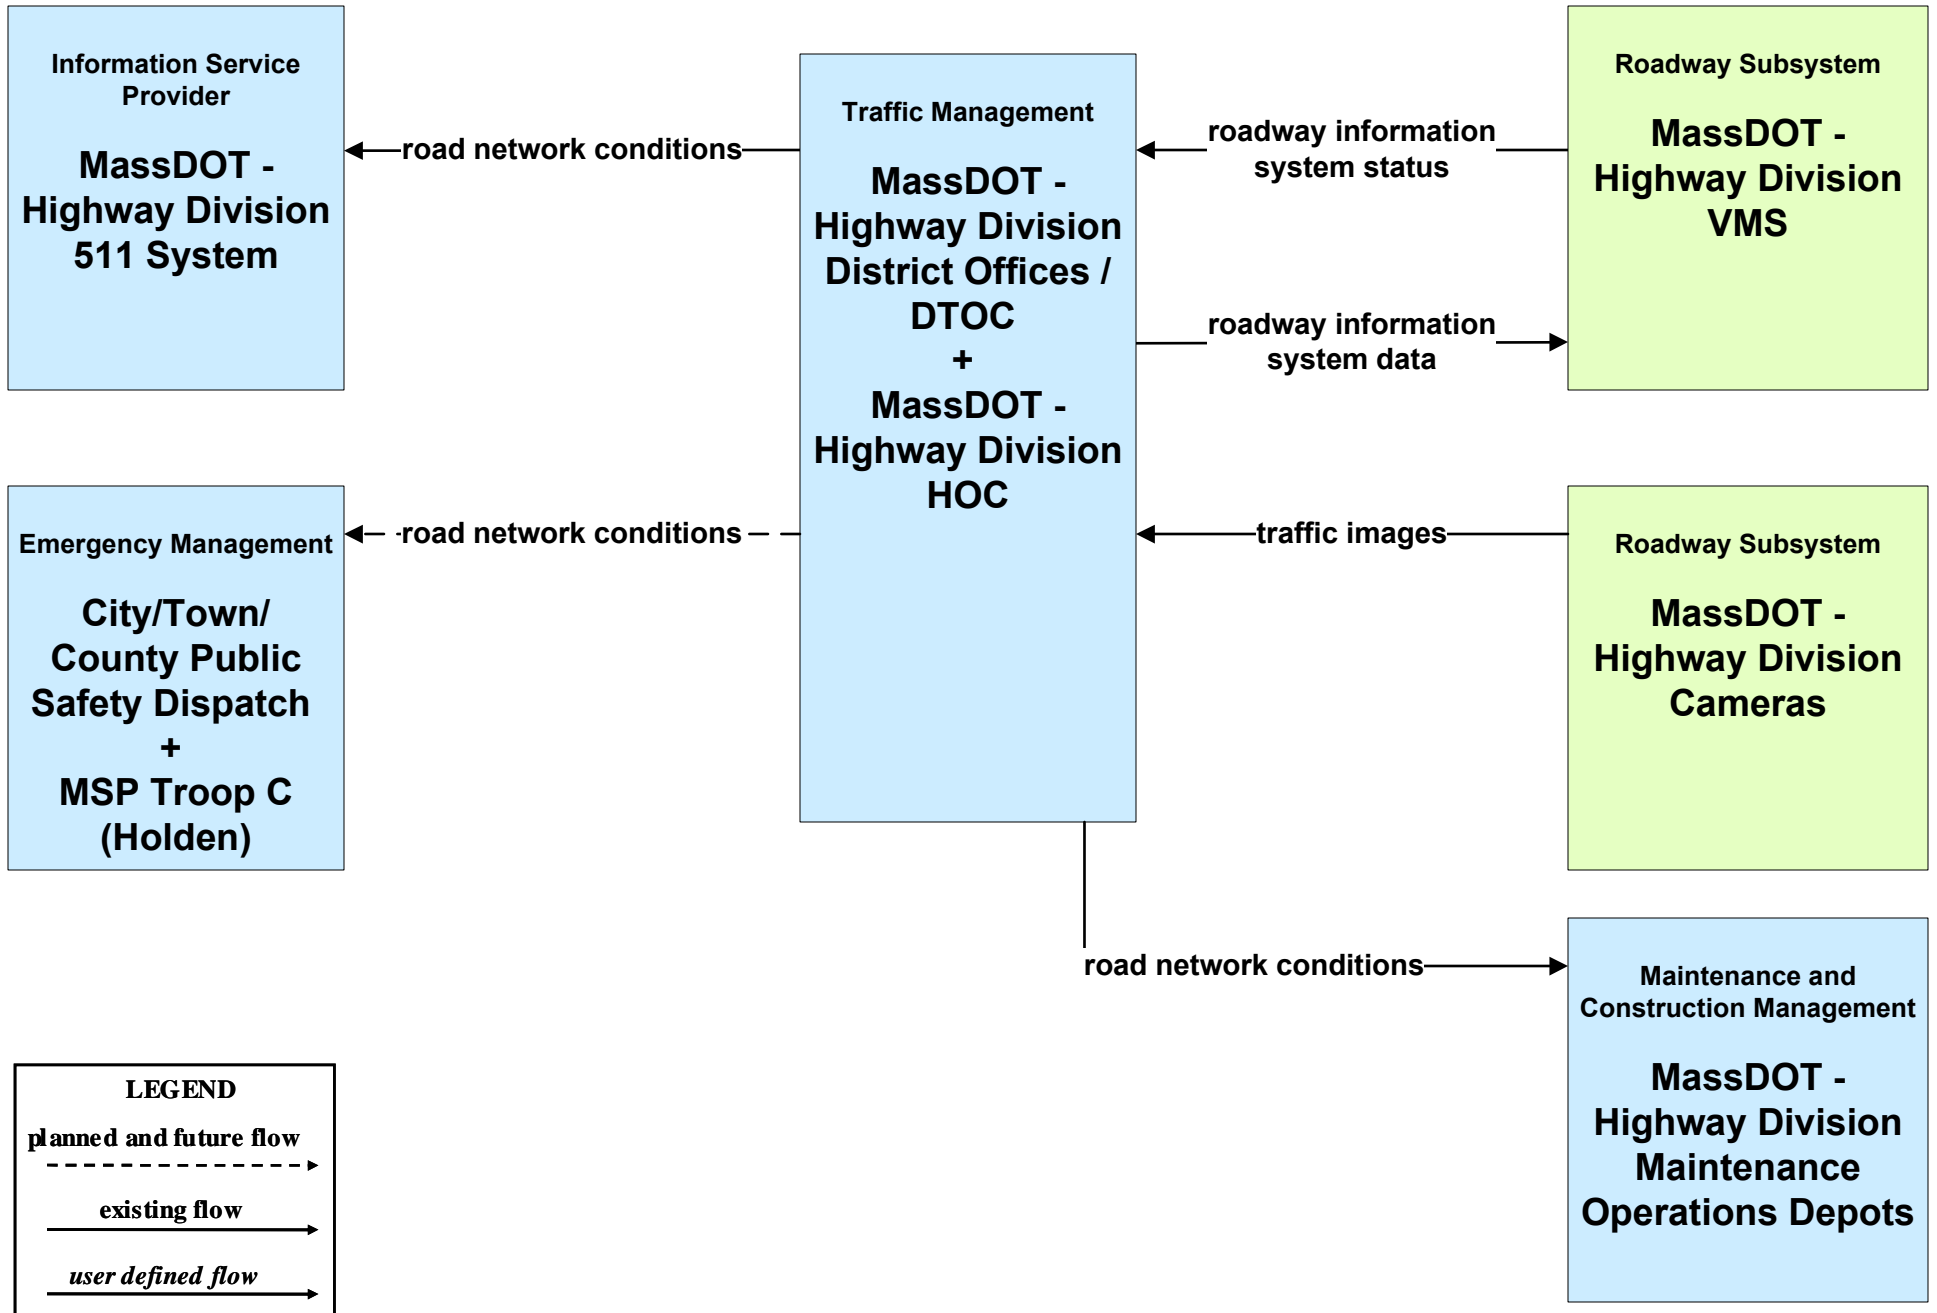 Information Service
Provider
MassDOT -
Highway Division
511 System
road network conditions
Traffic Management
MassDOT -
Highway Division
District Offices /
DTOC
+
MassDOT -
Highway Division
HOC
roadway information
system status
roadway information
system data
Roadway Subsystem
MassDOT -
Highway Division
VMS
Emergency Management
City/Town/
County Public
Safety Dispatch
+
MSP Troop C
(Holden)
road network conditions
traffic images
Roadway Subsystem
MassDOT -
Highway Division
Cameras
road network conditions
Maintenance and
Construction Management
MassDOT -
Highway Division
Maintenance
Operations Depots
LEGEND
planned and future flow
existing flow
user defined flow